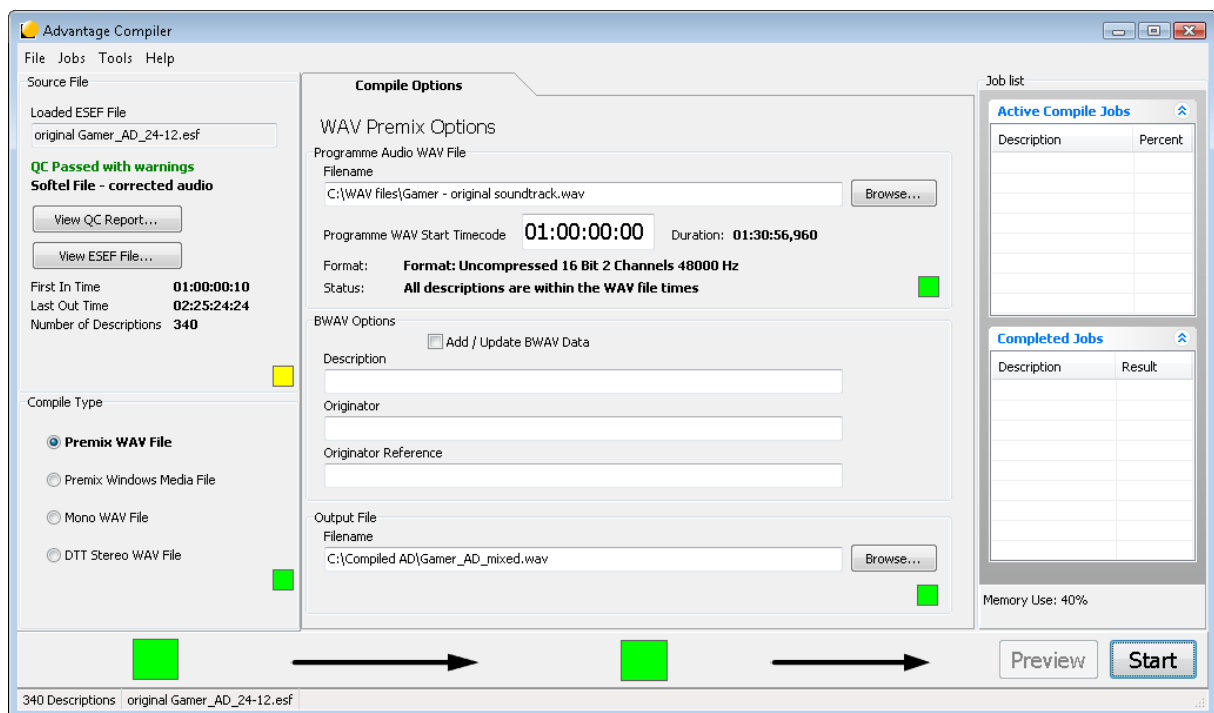 Advantage Compiler
File Jobs Tools Help
Source File
Loaded ESEF File
original Gamer_AD_24-12.esf
QC Passed with warnings
Softel File - corrected audio
View QC Report...
View ESEF File...
First In Time 01:00:00:10
Last Out Time 02:25:24:24
Number of Descriptions 340
Compile Type
Premix WAV File
Premix Windows Media File
Mono WAV File
DTT Stereo WAV File
Compile Options
WAV Premix Options
Programme Audio WAV File
Filename
C:\WAV files\Gamer - original soundtrack.wav
Browse...
Programme WAV Start Timecode 01:00:00:00 Duration: 01:30:56,960
Format: Format: Uncompressed 16 Bit 2 Channels 48000 Hz
Status: All descriptions are within the WAV file times
BWAV Options
Add / Update BWAV Data
Description
Originator
Originator Reference
Output File
Filename
C:\Compiled AD\Gamer_AD_mixed.wav
Browse...
Job list
Active Compile Jobs
Description Percent
Completed Jobs
Description Result
Memory Use: 40%
Preview Start
340 Descriptions original Gamer_AD_24-12.esf